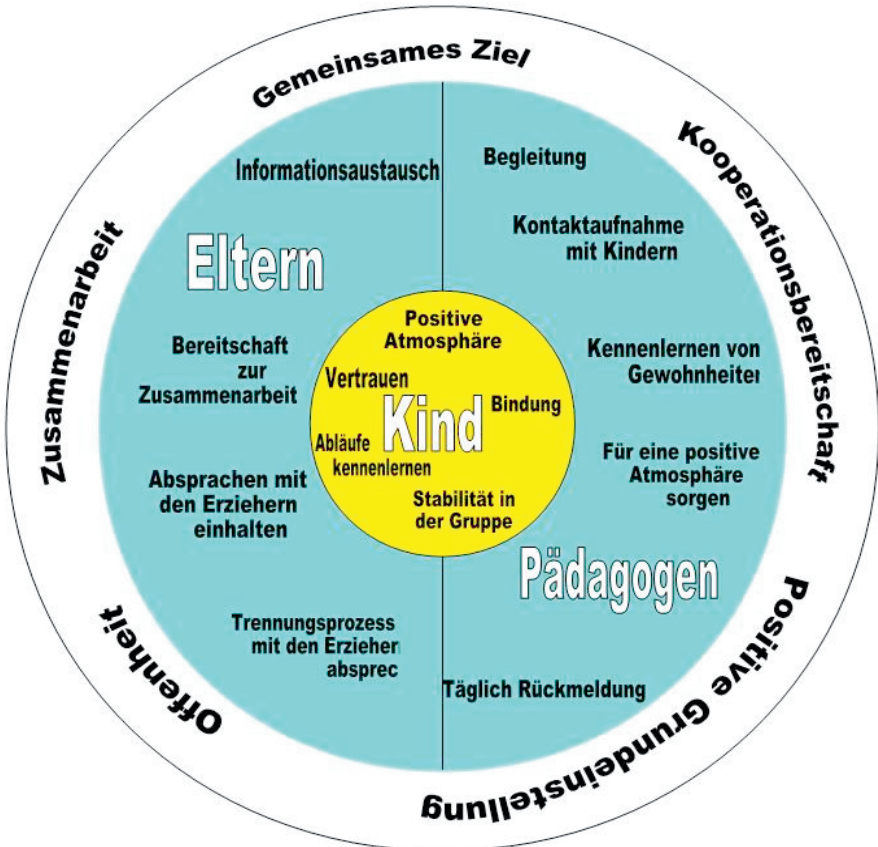 Gemeinsames Ziel
Kooperationsbereitschaft
Positive Grundeinstellung
Offenheit
Zusammenarbeit
Informationsaustausch
Eltern
Bereitschaft
zur
Zusammenarbeit
Absprachen mit
den Erziehern
einhalten
Trennungsprozess
mit den Erzieher
absprec
Begleitung
Kontaktaufnahme
mit Kindern
Kennenlernen von
Gewohnheiter
Für eine positive
Atmosphäre
sorgen
Pädagogen
Täglich Rückmeldung
Positive
Atmosphäre
Vertrauen
Kind
Bindung
Abläufe
kennenlernen
Stabilität in
der Gruppe